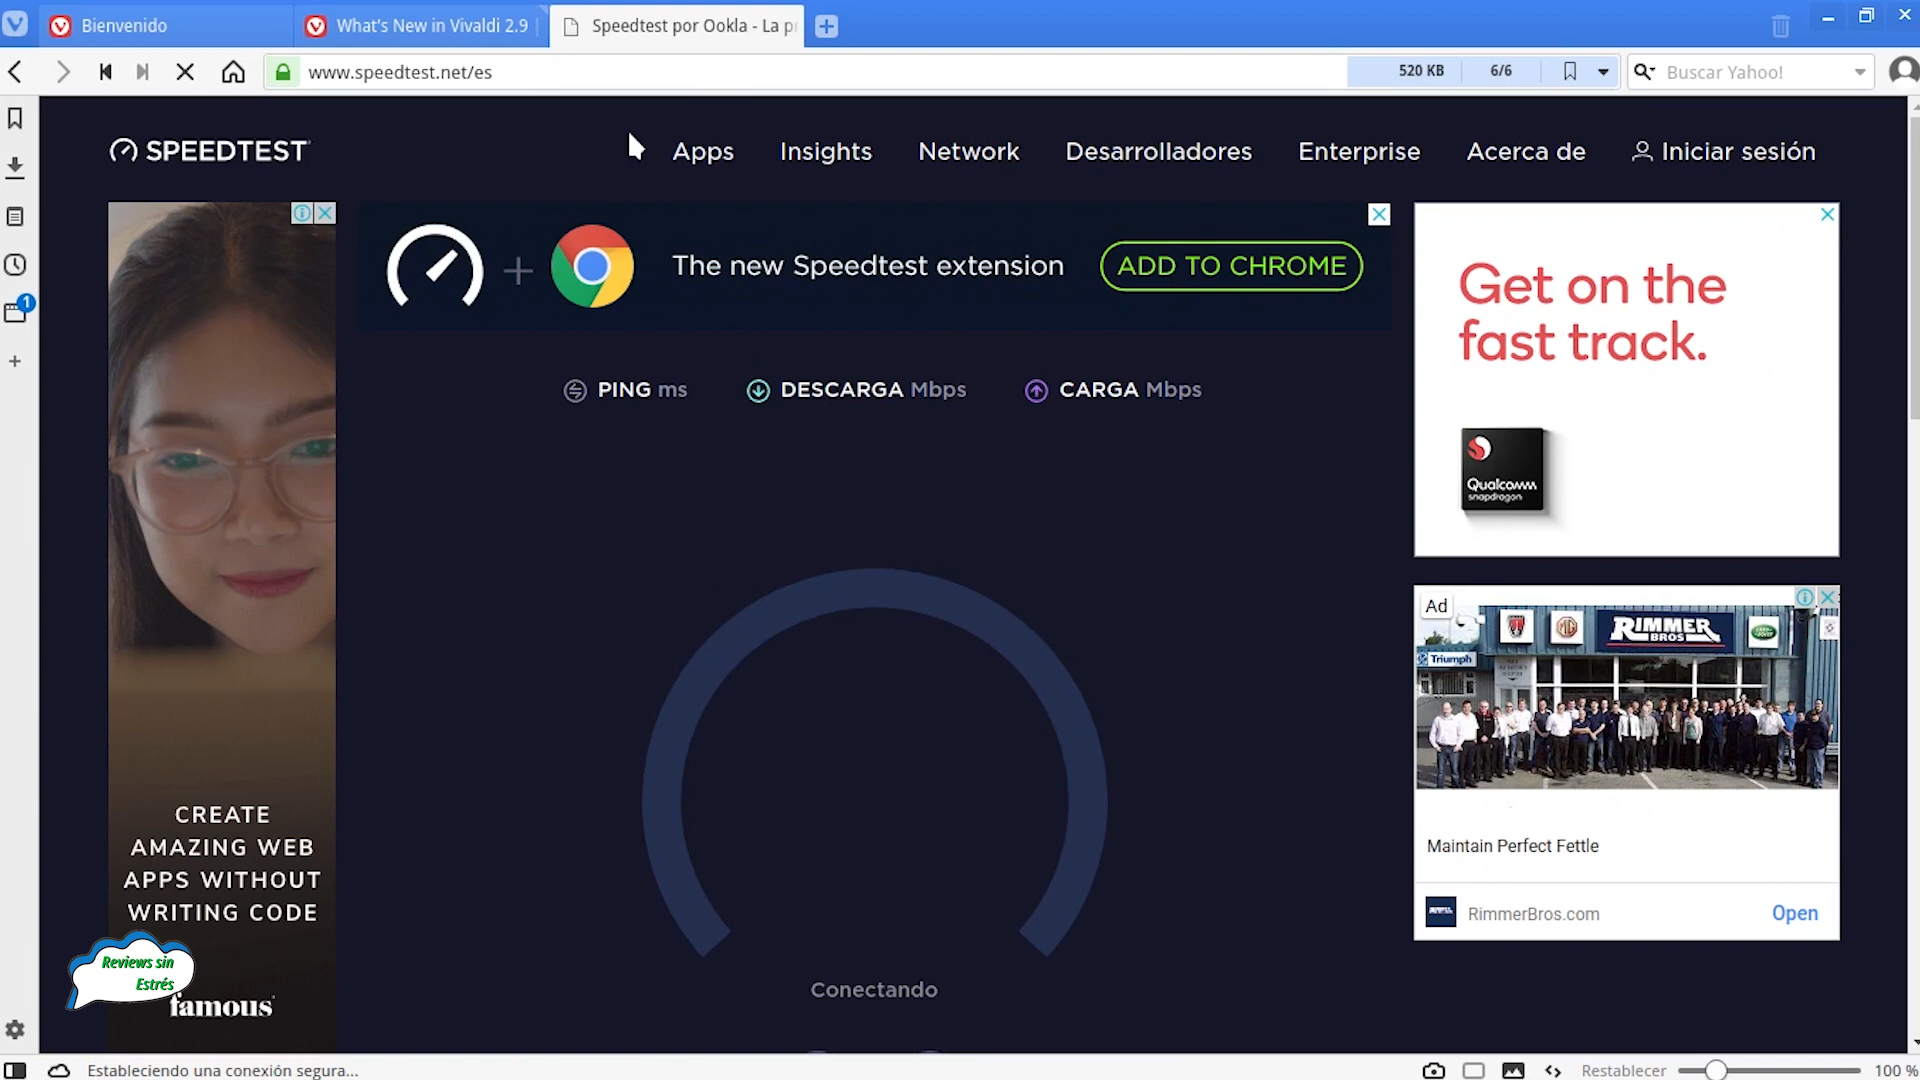 Bienvenido
What's New in Vivaldi 2.9
Speedtest por Ookla - La pr
www.speedtest.net/es
520 KB
6/6
Buscar Yahoo!
SPEEDTEST
Apps
Insights
Network
Desarrolladores
Enterprise
Acerca de
Iniciar sesión
The new Speedtest extension
ADD TO CHROME
PING ms
DESCARGA Mbps
CARGA Mbps
Get on the
fast track.
Qualcomm
snapdragon
1
Ad
RIMMER
BROS
MG
Triumph
Maintain Perfect Fettle
RimmerBros.com
Open
CREATE
AMAZING WEB
APPS WITHOUT
WRITING CODE
famous
Reviews sin
Estrés
Conectando
Estableciendo una conexión segura...
Restablecer
100 %